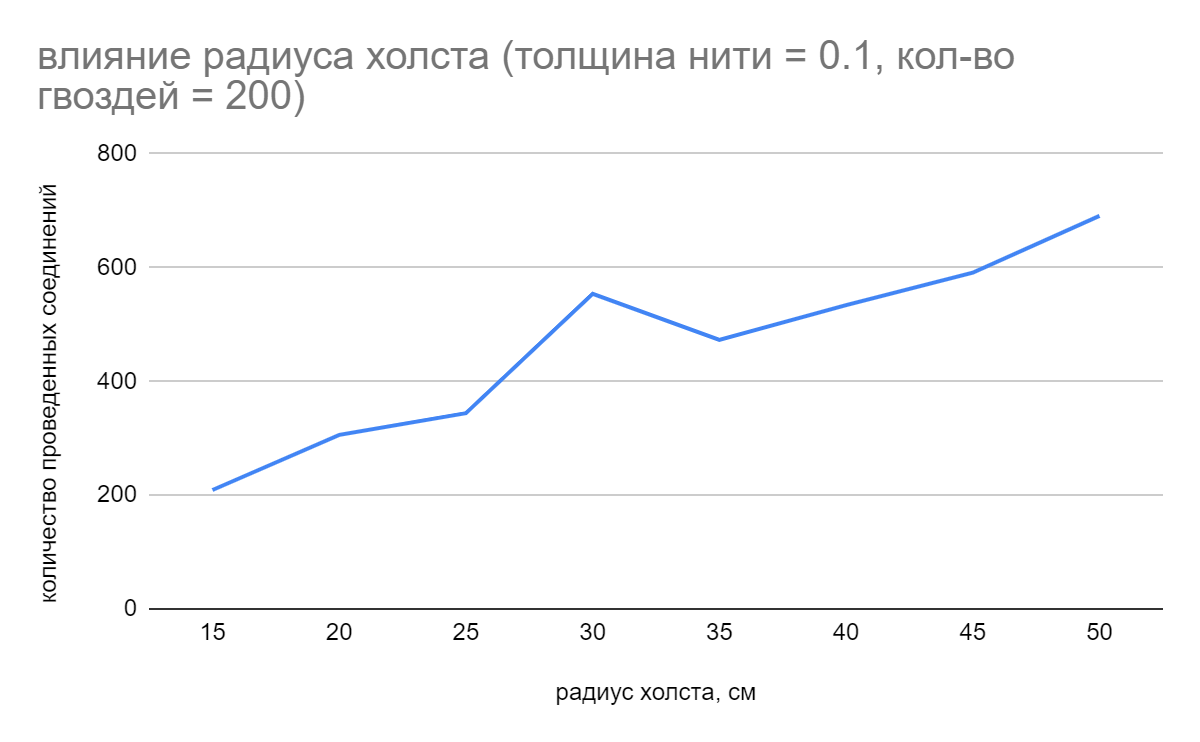 влияние радиуса холста (толщина нити = 0.1, кол-во
гвоздей = 200)
количество проведенных соединений
800
600
400
200
0
15 20 25 30 35 40 45 50
радиус холста, см